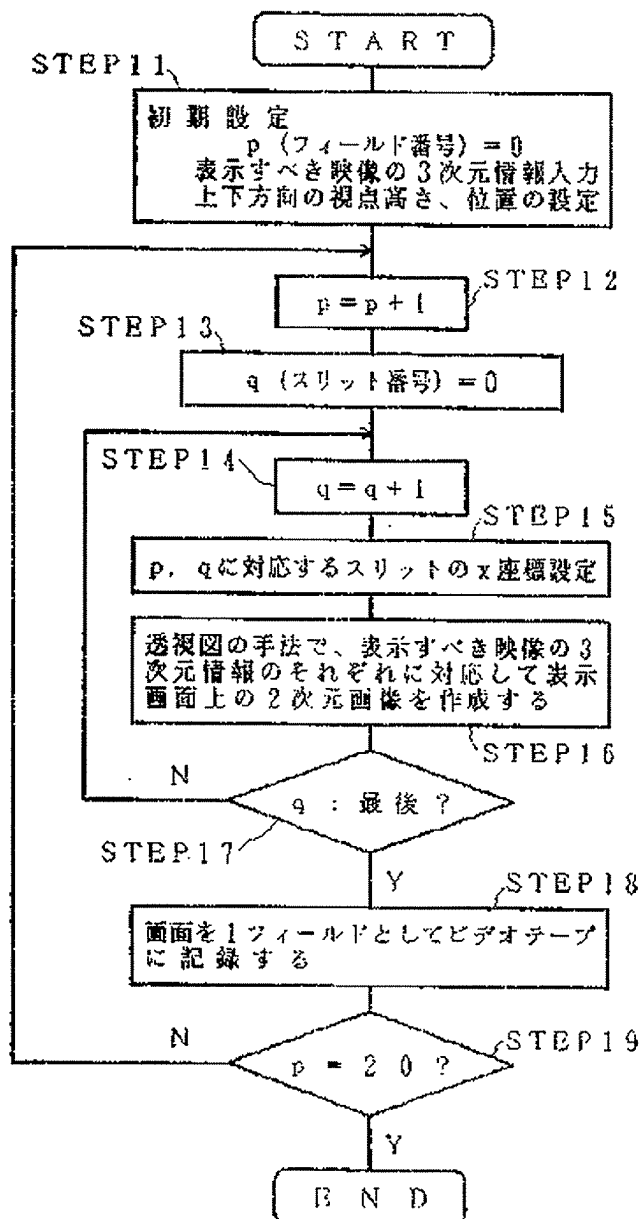 START
STEP11
初期設定
p（フィールド番号）＝0
表示すべき映像の3次元情報入力
上下方向の視点高さ、位置の設定
STEP12
p＝p＋1
STEP13
q（スリット番号）＝0
STEP14
q＝q＋1
STEP15
p，qに対応するスリットのx座標設定
透視図の手法で、表示すべき映像の3
次元情報のそれぞれに対応して表示
画面上の2次元画像を作成する
STEP16
N
q：最後？
STEP17
Y
STEP18
画面を1フィールドとしてビデオテープ
に記録する
N
STEP19
p＝20？
Y
END